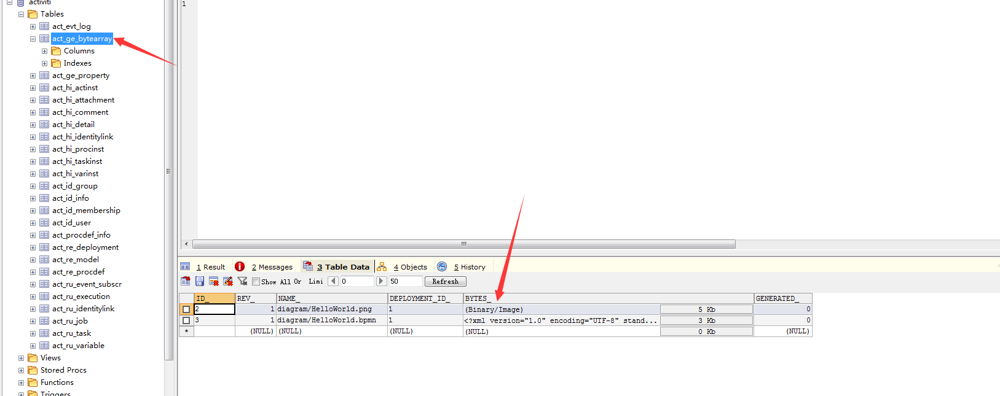 activiti
Tables
act_evt_log
act_ge_bytearray
Columns
Indexes
act_ge_property
act_hi_actinst
act_hi_attachment
act_hi_comment
act_hi_detail
act_hi_identitylink
act_hi_procinst
act_hi_taskinst
act_hi_varinst
act_id_group
act_id_info
act_id_membership
act_id_user
act_procdef_info
act_re_deployment
act_re_model
act_re_procdef
act_ru_event_subscr
act_ru_execution
act_ru_identitylink
act_ru_job
act_ru_task
act_ru_variable
Views
Stored Procs
Functions
Triggers
1
1 Result 2 Messages 3 Table Data 4 Objects 5 History
Show All Or Limi 0 50 Refresh
ID_ REV_ NAME_ DEPLOYMENT_ID_ BYTES_ GENERATED_
2 1 diagram/HelloWorld.png 1 (Binary/Image) 5 Kb 0
3 1 diagram/HelloWorld.bpmn 1 <?xml version="1.0" encoding="UTF-8" stand... 3 Kb 0
* (NULL) (NULL) (NULL) (NULL) 0 Kb (NULL)